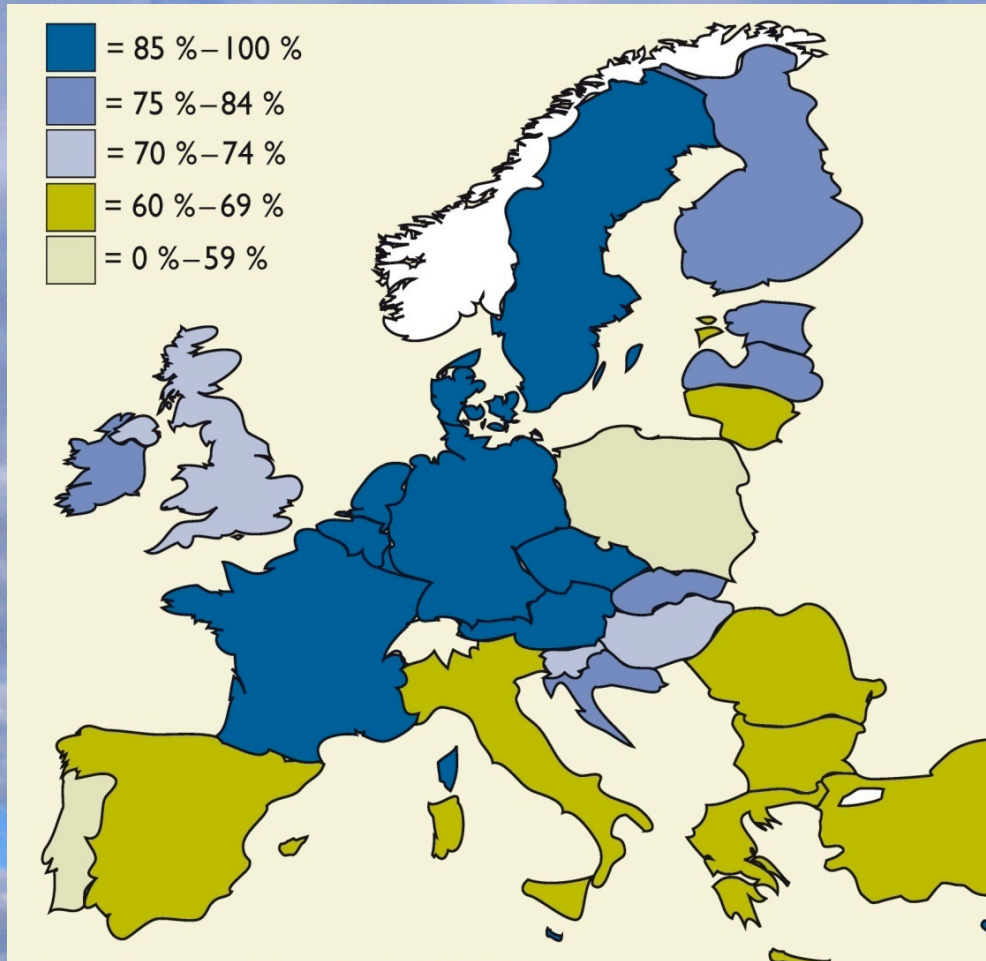 = 85 %–100 %
= 75 %–84 %
= 70 %–74 %
= 60 %–69 %
= 0 %–59 %